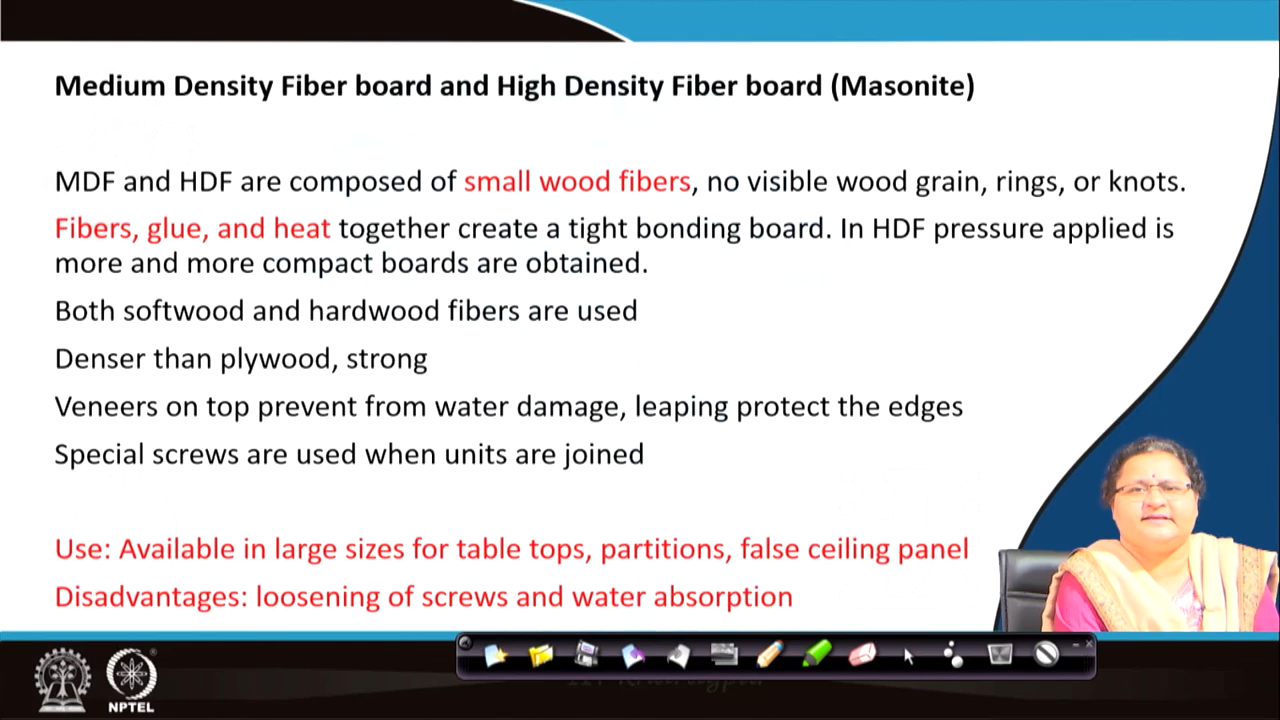 Medium Density Fiber board and High Density Fiber board (Masonite)
MDF and HDF are composed of small wood fibers, no visible wood grain, rings, or knots.
Fibers, glue, and heat together create a tight bonding board. In HDF pressure applied is
more and more compact boards are obtained.
Both softwood and hardwood fibers are used
Denser than plywood, strong
Veneers on top prevent from water damage, leaping protect the edges
Special screws are used when units are joined
Use: Available in large sizes for table tops, partitions, false ceiling panel
Disadvantages: loosening of screws and water absorption
NPTEL